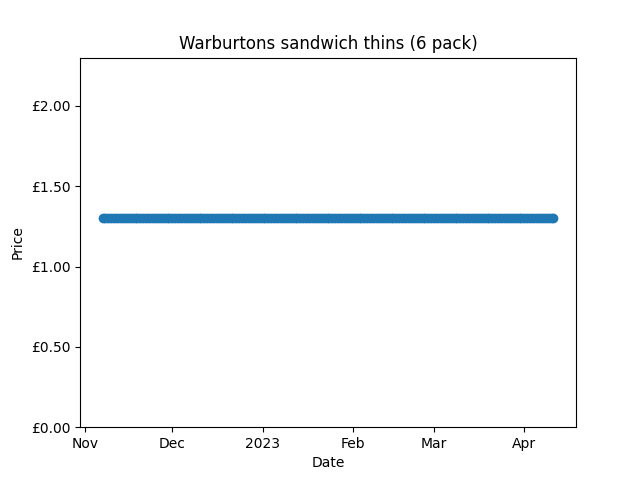 Warburtons sandwich thins (6 pack)
£2.00
£1.50
£1.00
£0.50
£0.00
Price
Nov Dec 2023 Feb Mar Apr
Date